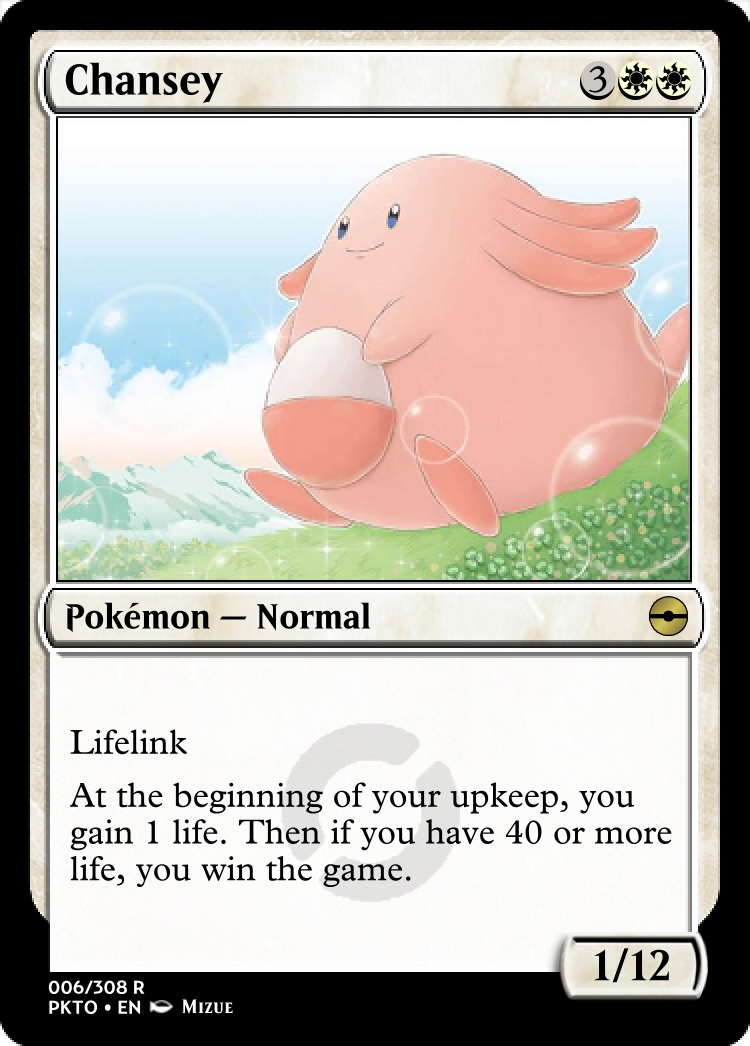 Chansey 3
Pokémon — Normal
Lifelink
At the beginning of your upkeep, you
gain 1 life. Then if you have 40 or more
life, you win the game.
1/12
006/308 R
PKTO • EN Mizue